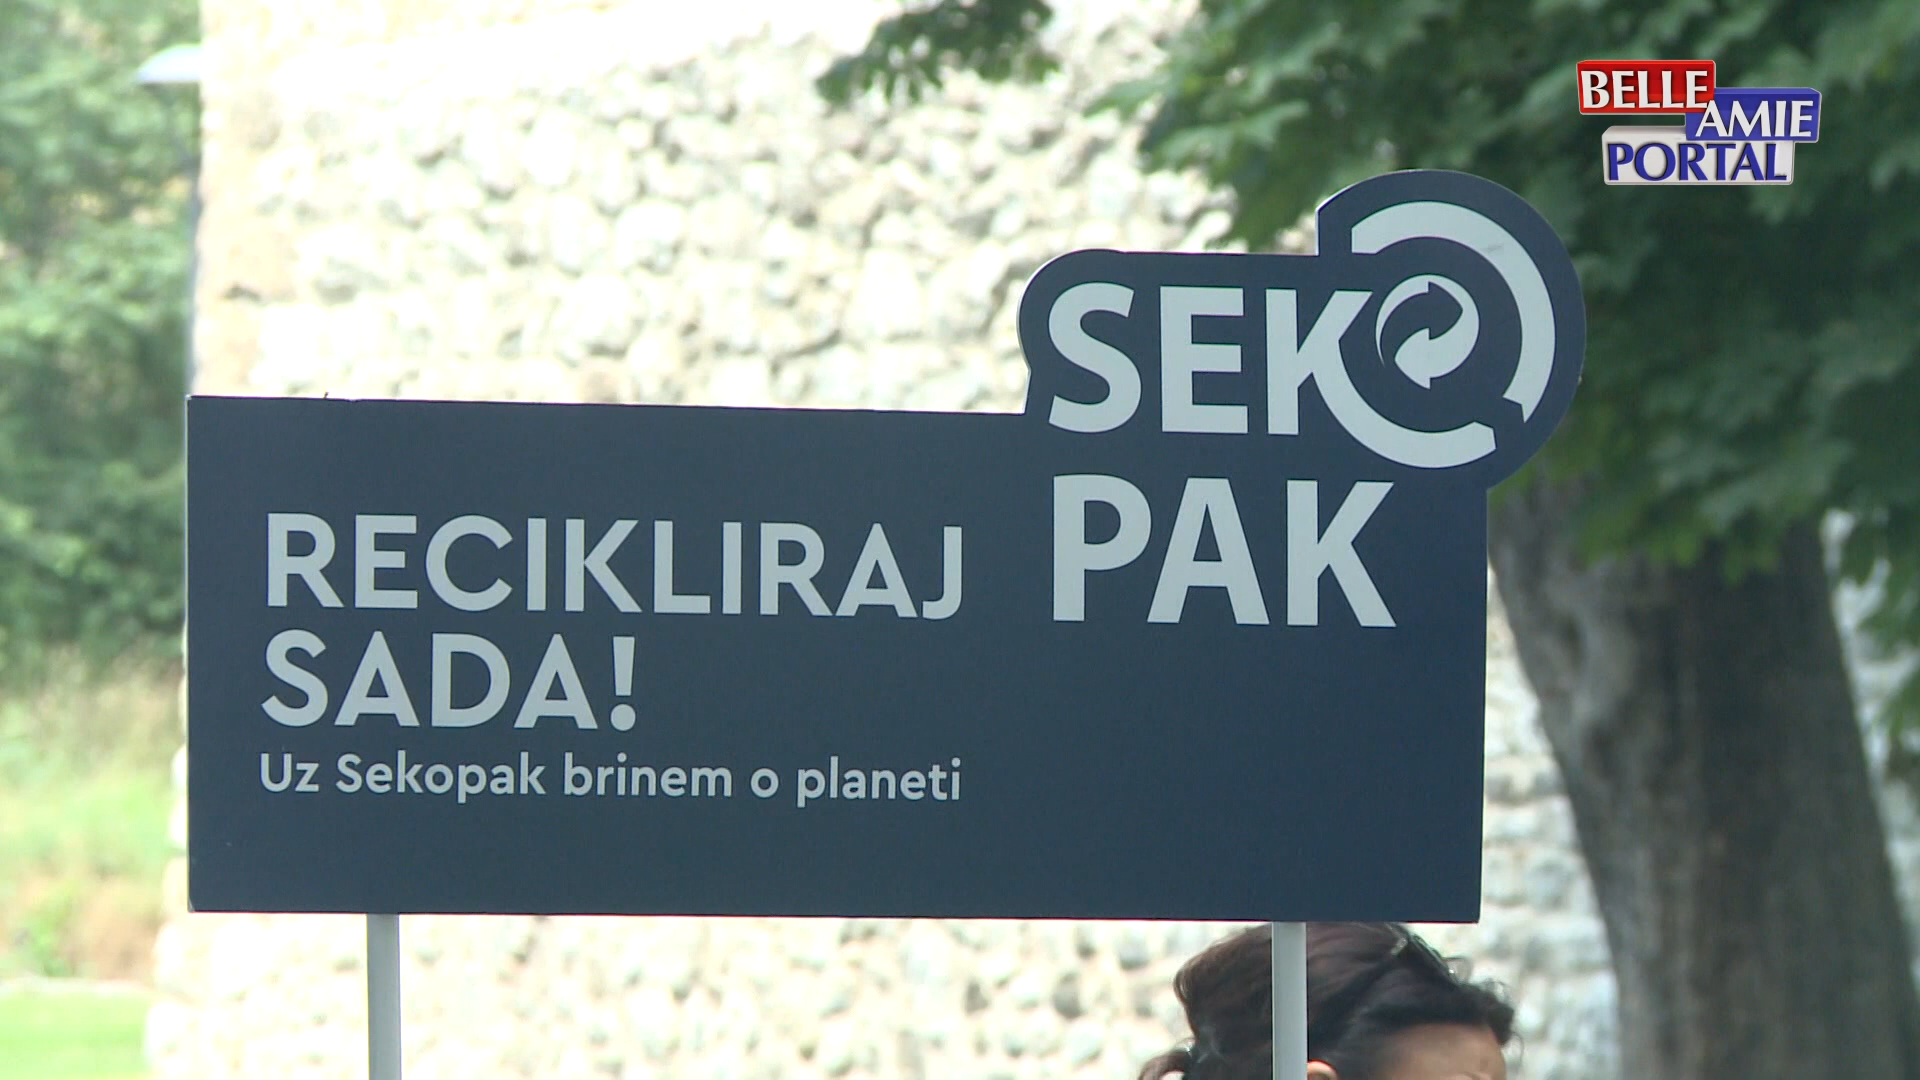 BELLE
AMIE
PORTAL
SEKO
PAK
RECIKLIRAJ
SADA!
Uz Sekopak brinem o planeti